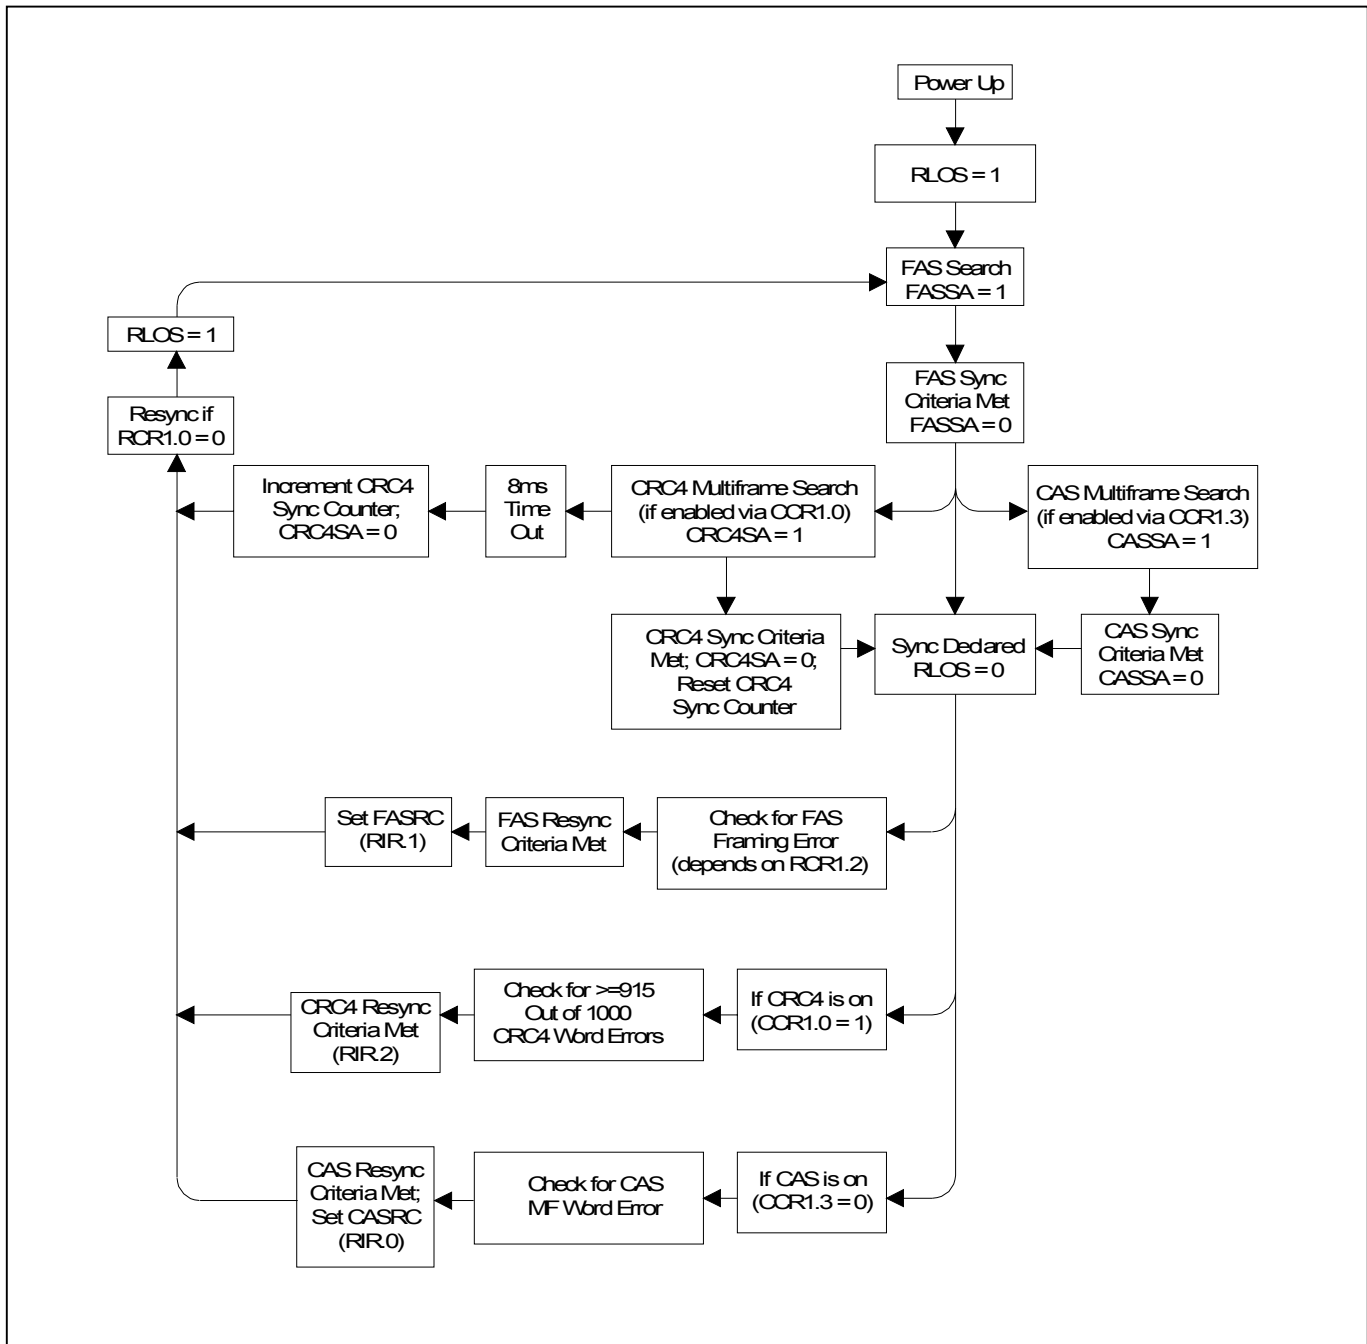 Power Up
RLOS = 1
FAS Search
FASSA = 1
RLOS = 1
FAS Sync
Criteria Met
FASSA = 0
Resync if
RCR1.0 = 0
Increment CRC4
Sync Counter;
CRC4SA = 0
8ms
Time
Out
CRC4 Multiframe Search
(if enabled via CCR1.0)
CRC4SA = 1
CAS Multiframe Search
(if enabled via CCR1.3)
CASSA = 1
CRC4 Sync Criteria
Met; CRC4SA = 0;
Reset CRC4
Sync Counter
Sync Declared
RLOS = 0
CAS Sync
Criteria Met
CASSA = 0
Set FASRC
(RIR.1)
FAS Resync
Criteria Met
Check for FAS
Framing Error
(depends on RCR1.2)
CRC4 Resync
Criteria Met
(RIR.2)
Check for >=915
Out of 1000
CRC4 Word Errors
If CRC4 is on
(CCR1.0 = 1)
CAS Resync
Criteria Met;
Set CASRC
(RIR.0)
Check for CAS
MF Word Error
If CAS is on
(CCR1.3 = 0)